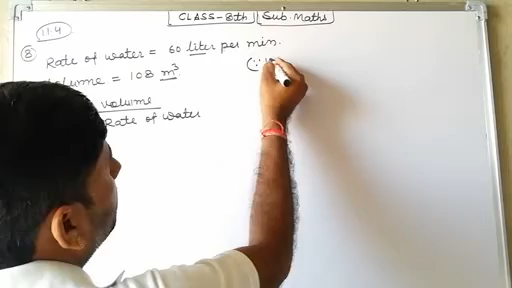 CLASS-8th Sub. Maths
11.4
8 Rate of water = 60 liter per min.
Volume = 108 m³
(∵
volume
Rate of water